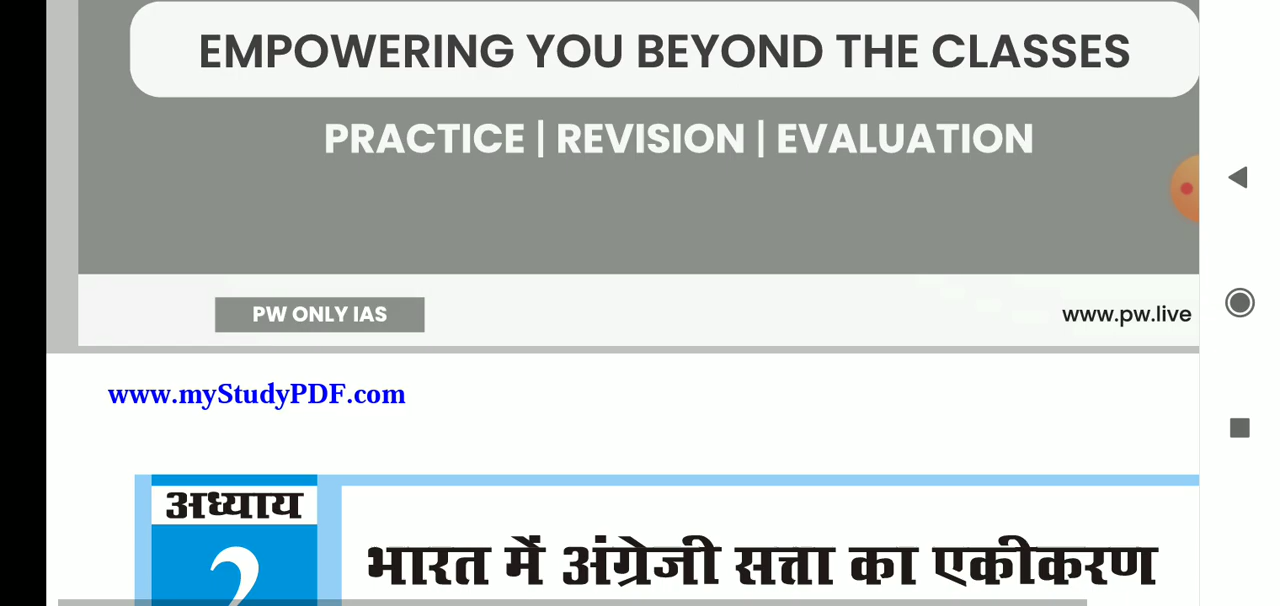 EMPOWERING YOU BEYOND THE CLASSES
PRACTICE | REVISION | EVALUATION
PW ONLY IAS
www.pw.live
www.myStudyPDF.com
अध्याय
2
भारत में अंग्रेजी सत्ता का एकीकरण